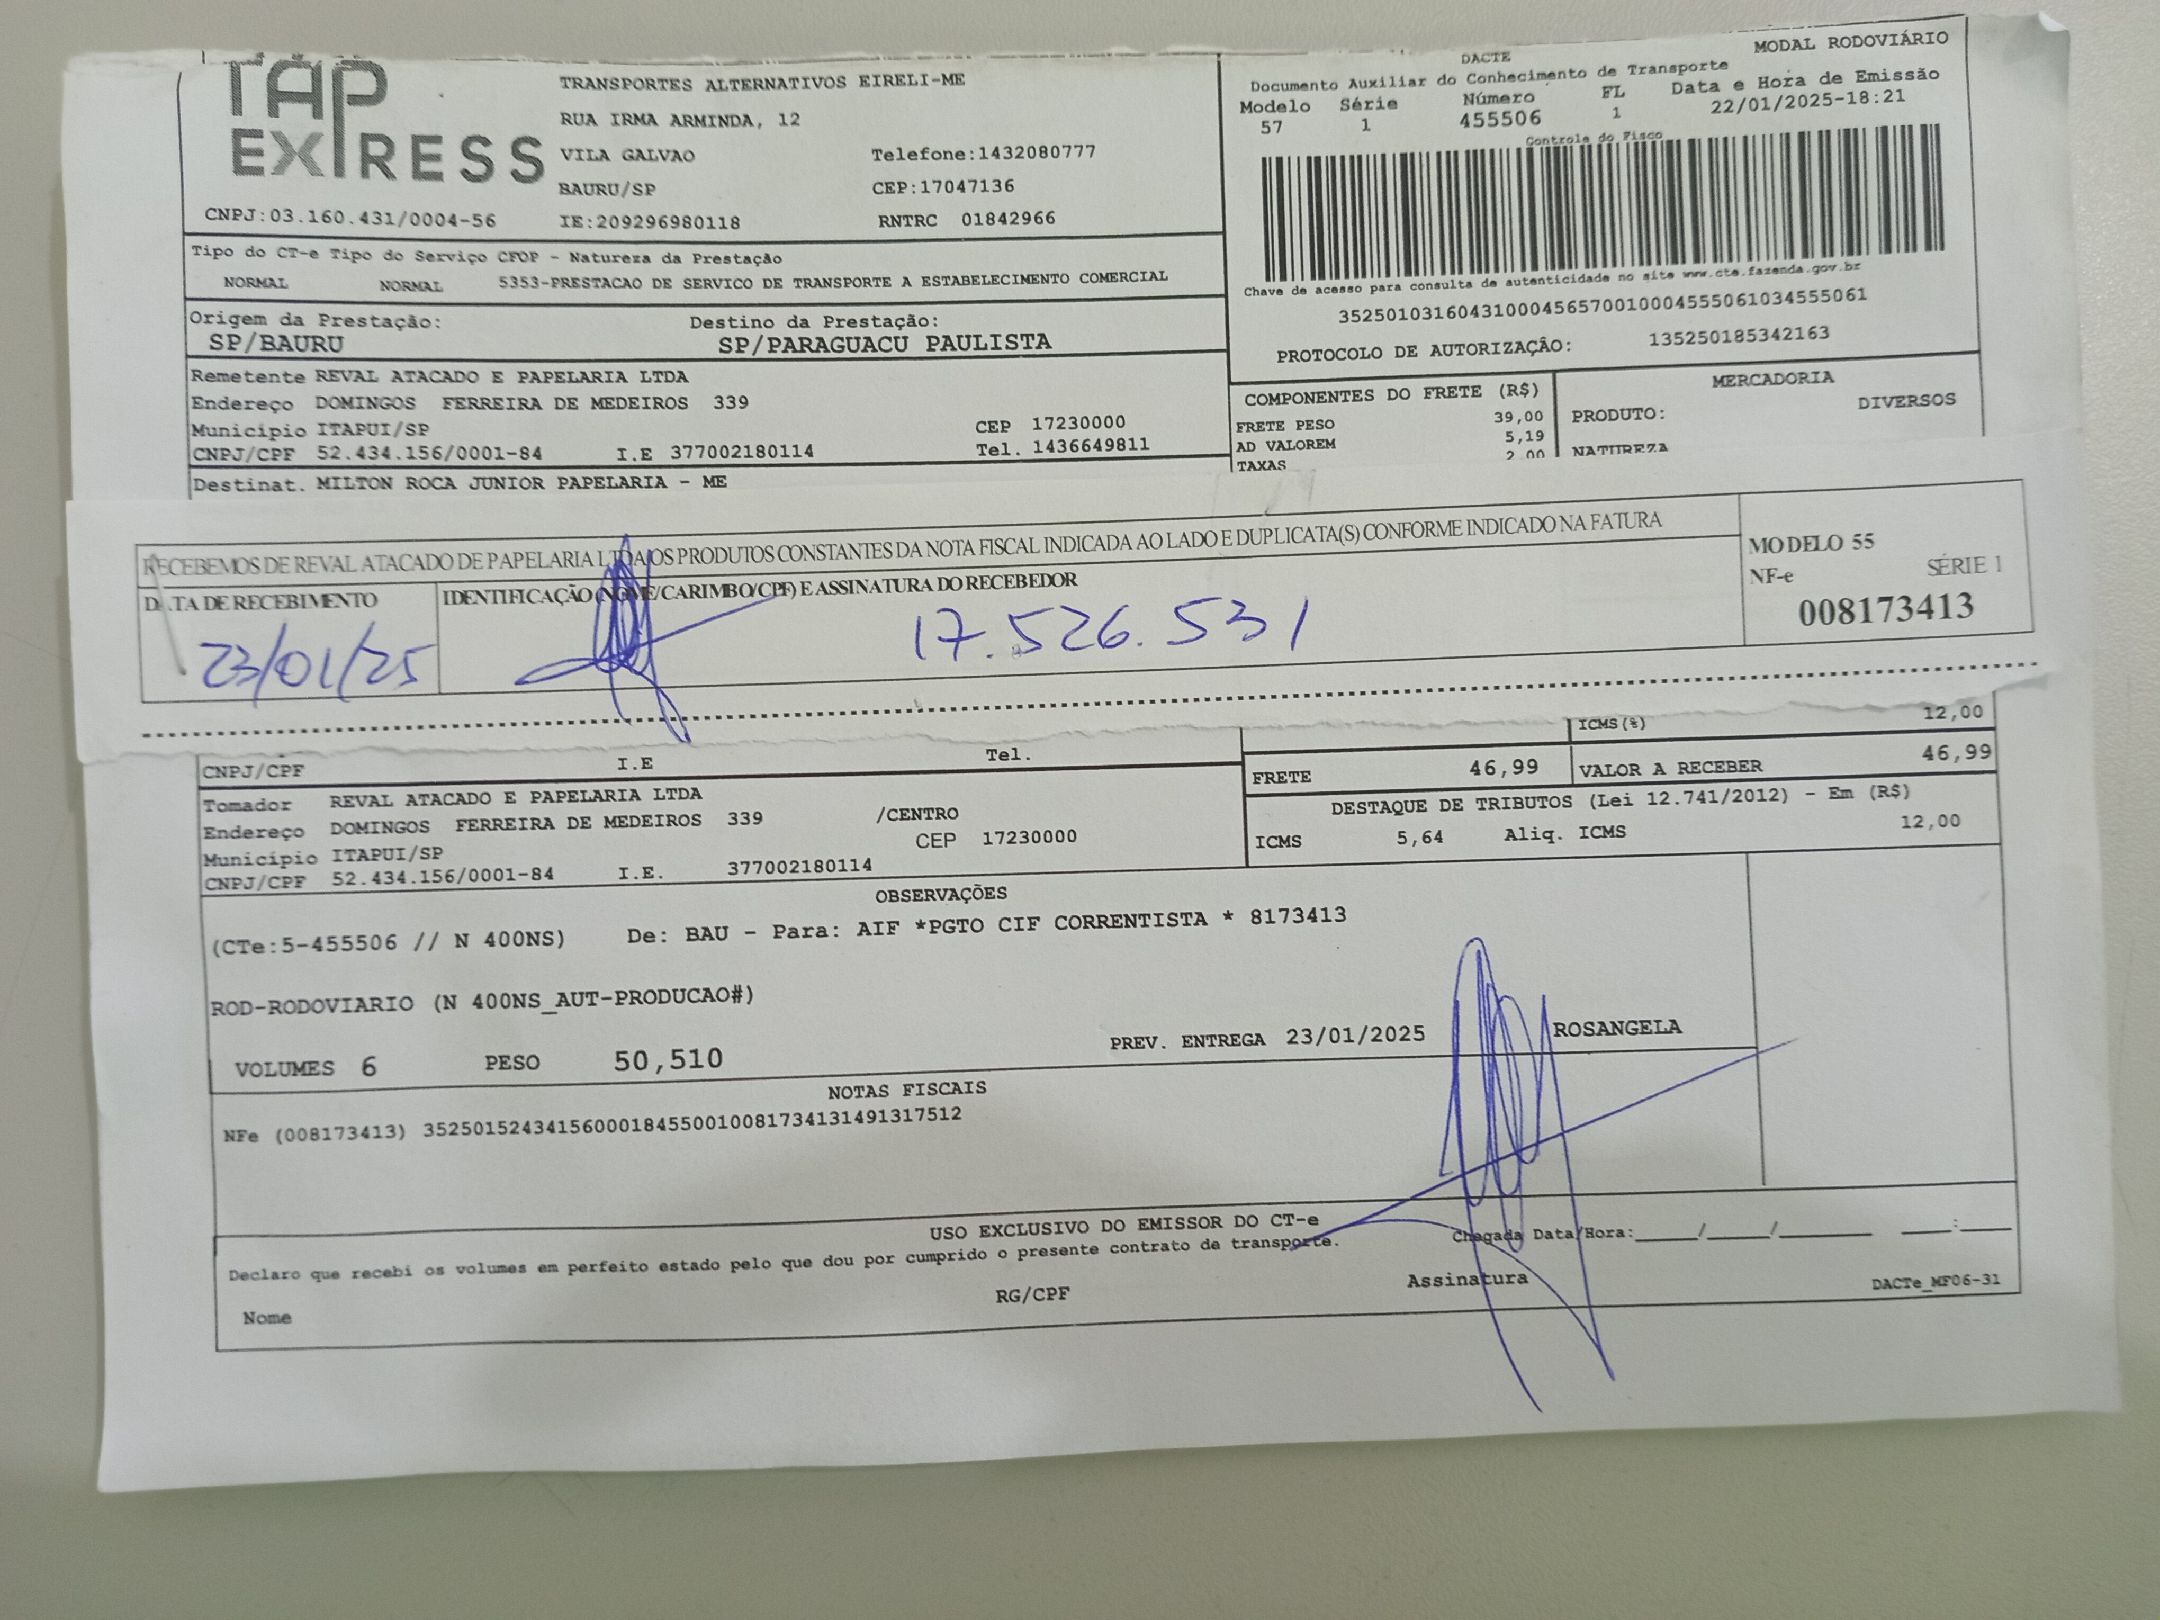 TAP EXPRESS
TRANSPORTES ALTERNATIVOS EIRELI-ME
RUA IRMA ARMINDA, 12
VILA GALVAO Telefone:1432080777
BAURU/SP CEP:17047136
CNPJ:03.160.431/0004-56 IE:209296980118 RNTRC 01842966
DACTE MODAL RODOVIÁRIO
Documento Auxiliar do Conhecimento de Transporte
Modelo Série Número FL Data e Hora de Emissão
57 1 455506 1 22/01/2025-18:21
Controle do Fisco
Chave de acesso para consulta de autenticidade no site www.cte.fazenda.gov.br
35250103160431000456570010004555061034555061
PROTOCOLO DE AUTORIZAÇÃO: 135250185342163
Tipo do CT-e Tipo do Serviço CFOP - Natureza da Prestação
NORMAL NORMAL 5353-PRESTACAO DE SERVICO DE TRANSPORTE A ESTABELECIMENTO COMERCIAL
Origem da Prestação: Destino da Prestação:
SP/BAURU SP/PARAGUACU PAULISTA
Remetente REVAL ATACADO E PAPELARIA LTDA
Endereço DOMINGOS FERREIRA DE MEDEIROS 339
Município ITAPUI/SP CEP 17230000
CNPJ/CPF 52.434.156/0001-84 I.E 377002180114 Tel. 1436649811
Destinat. MILTON ROCA JUNIOR PAPELARIA - ME
COMPONENTES DO FRETE (R$) MERCADORIA
FRETE PESO 39,00 PRODUTO: DIVERSOS
AD VALOREM 5,19 NATUREZA
TAXAS 2,00
RECEBEMOS DE REVAL ATACADO DE PAPELARIA LTDA OS PRODUTOS CONSTANTES DA NOTA FISCAL INDICADA AO LADO E DUPLICATA(S) CONFORME INDICADO NA FATURA
DATA DE RECEBIMENTO IDENTIFICAÇÃO (NOME/CARIMBO/CPF) E ASSINATURA DO RECEBEDOR
23/01/25 17.526.531
MODELO 55
NF-e SÉRIE 1
008173413
CNPJ/CPF I.E Tel.
ICMS(%) 12,00
FRETE 46,99 VALOR A RECEBER 46,99
Tomador REVAL ATACADO E PAPELARIA LTDA
Endereço DOMINGOS FERREIRA DE MEDEIROS 339 /CENTRO
Município ITAPUI/SP CEP 17230000
CNPJ/CPF 52.434.156/0001-84 I.E. 377002180114
DESTAQUE DE TRIBUTOS (Lei 12.741/2012) - Em (R$)
ICMS 5,64 Aliq. ICMS 12,00
OBSERVAÇÕES
(CTe:5-455506 // N 400NS) De: BAU - Para: AIF *PGTO CIF CORRENTISTA * 8173413
ROD-RODOVIARIO (N 400NS_AUT-PRODUCAO#)
VOLUMES 6 PESO 50,510 PREV. ENTREGA 23/01/2025 ROSANGELA
NOTAS FISCAIS
NFe (008173413) 35250152434156000184550010081734131491317512
USO EXCLUSIVO DO EMISSOR DO CT-e
Declaro que recebi os volumes em perfeito estado pelo que dou por cumprido o presente contrato de transporte. Chegada Data/Hora:____/____/______ ____:____
Nome RG/CPF Assinatura DACTe_MF06-31